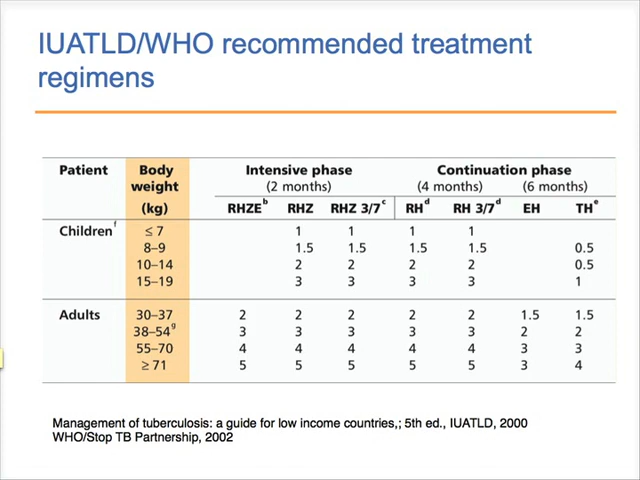 IUATLD/WHO recommended treatment
regimens
Patient Body Intensive phase Continuation phase
weight (2 months) (4 months) (6 months)
(kg) RHZEᵇ RHZ RHZ 3/7ᶜ RHᵈ RH 3/7ᵈ EH THᵉ
Childrenᶠ ≤ 7 1 1 1 1
8–9 1.5 1.5 1.5 1.5 0.5
10–14 2 2 2 2 0.5
15–19 3 3 3 3 1
Adults 30–37 2 2 2 2 2 1.5 1.5
38–54ᵍ 3 3 3 3 3 2 2
55–70 4 4 4 4 4 3 3
≥ 71 5 5 5 5 5 3 4
Management of tuberculosis: a guide for low income countries,; 5th ed., IUATLD, 2000
WHO/Stop TB Partnership, 2002